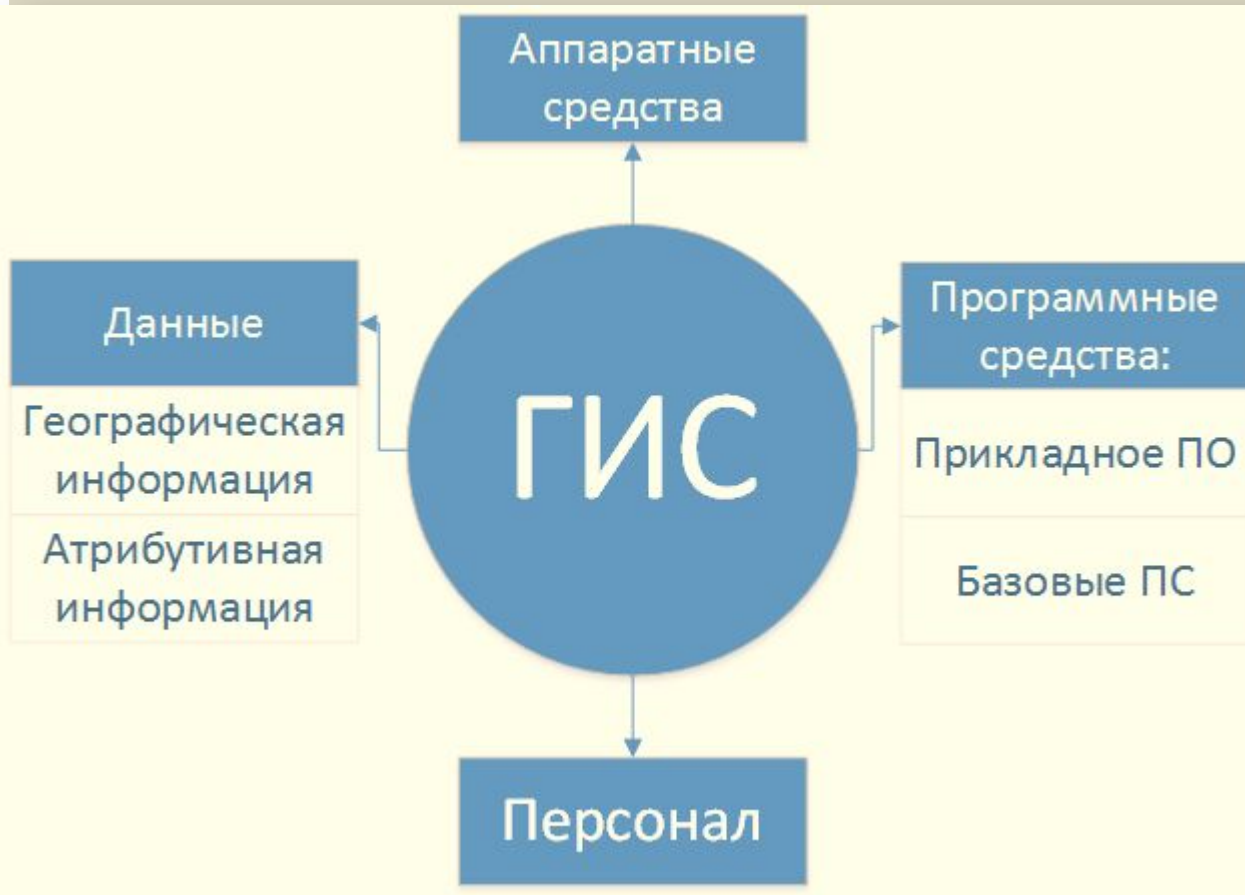 Аппаратные
средства
Данные
Географическая
информация
Атрибутивная
информация
ГИС
Программные
средства:
Прикладное ПО
Базовые ПС
Персонал